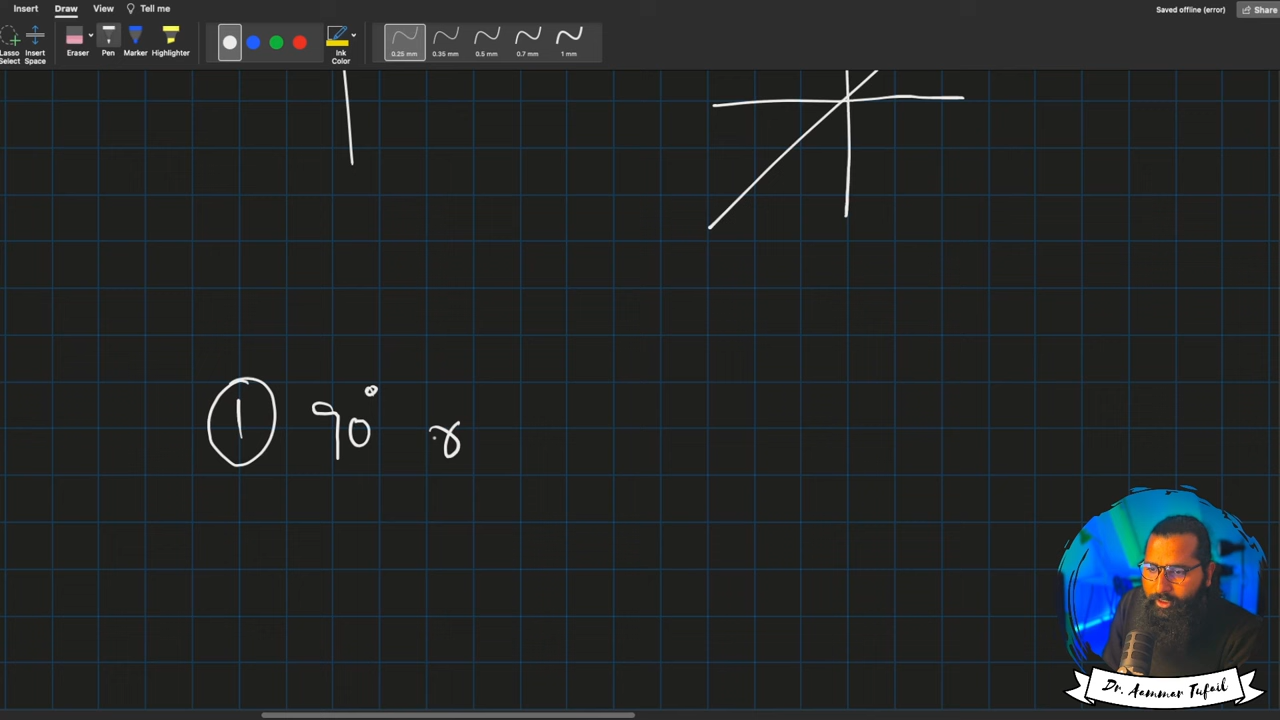 Insert Draw View Tell me Saved offline (error) Share
Lasso Select Insert Space Eraser Pen Marker Highlighter Ink Color 0.25 mm 0.35 mm 0.5 mm 0.7 mm 1 mm
① 90°
Dr. Aammar Tufail